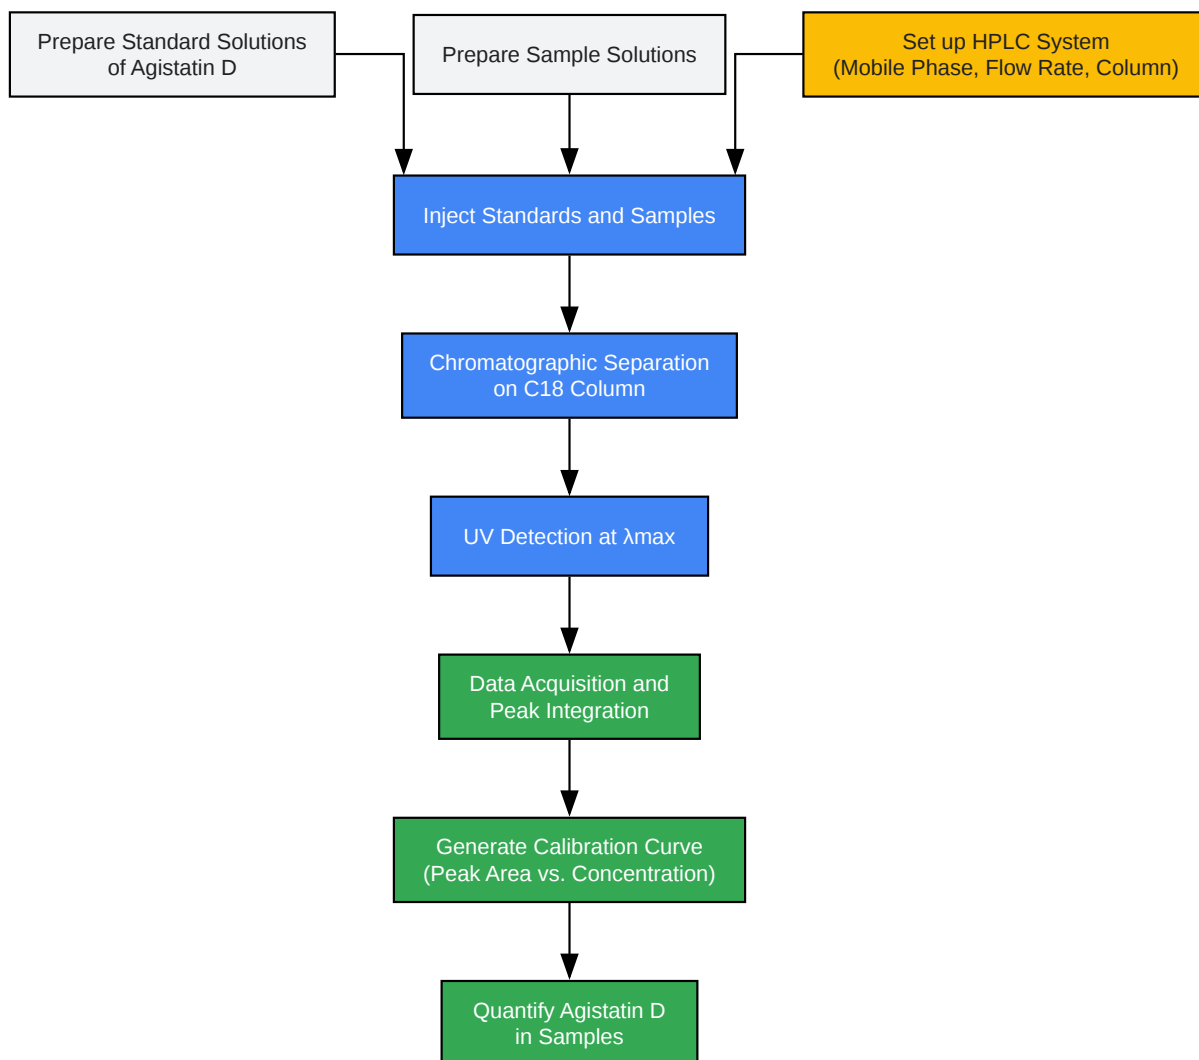 Prepare Standard Solutions
of Agistatin D
Prepare Sample Solutions
Set up HPLC System
(Mobile Phase, Flow Rate, Column)
Inject Standards and Samples
Chromatographic Separation
on C18 Column
UV Detection at λmax
Data Acquisition and
Peak Integration
Generate Calibration Curve
(Peak Area vs. Concentration)
Quantify Agistatin D
in Samples